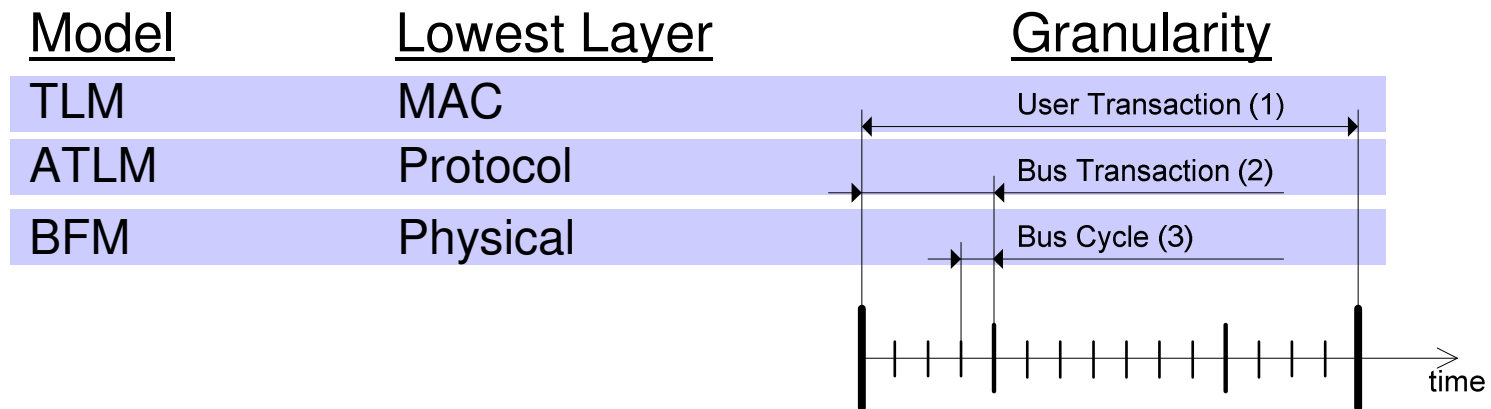 Model Lowest Layer Granularity
TLM MAC User Transaction (1)
ATLM Protocol Bus Transaction (2)
BFM Physical Bus Cycle (3)
time